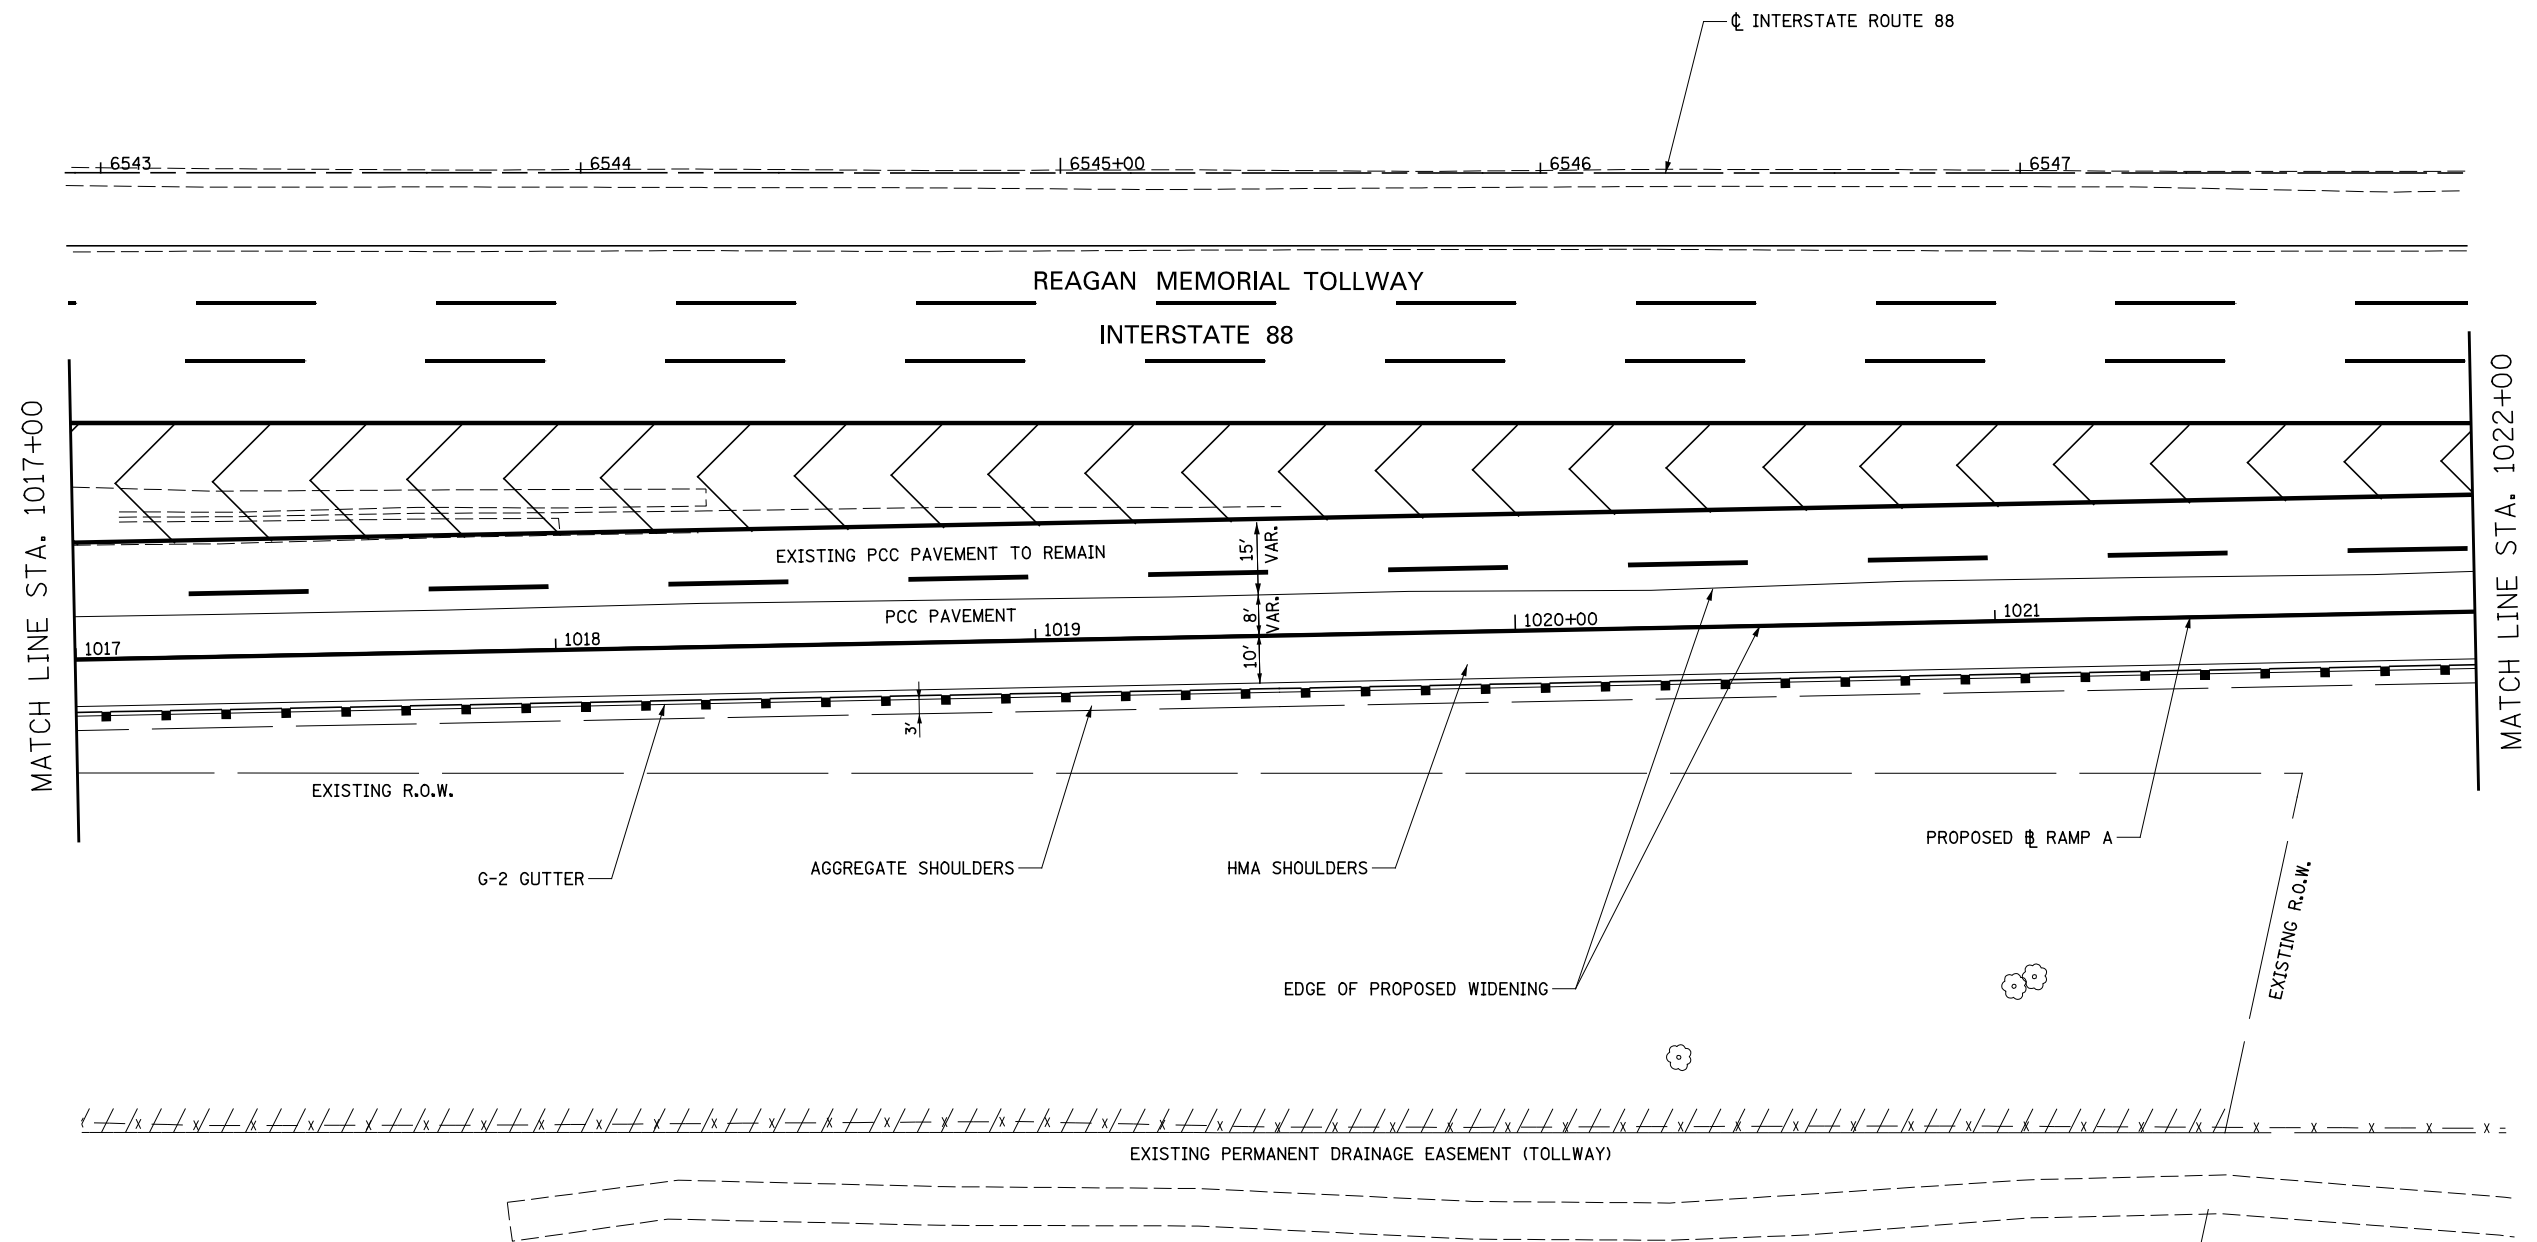 ℄ INTERSTATE ROUTE 88
6543
6544
6545+00
6546
6547
REAGAN MEMORIAL TOLLWAY
INTERSTATE 88
MATCH LINE STA. 1017+00
MATCH LINE STA. 1022+00
EXISTING PCC PAVEMENT TO REMAIN
15'
VAR.
PCC PAVEMENT
8'
VAR.
1017
1018
1019
1020+00
1021
10'
3'
EXISTING R.O.W.
G-2 GUTTER
AGGREGATE SHOULDERS
HMA SHOULDERS
PROPOSED B̵L RAMP A
EXISTING R.O.W.
EDGE OF PROPOSED WIDENING
EXISTING PERMANENT DRAINAGE EASEMENT (TOLLWAY)